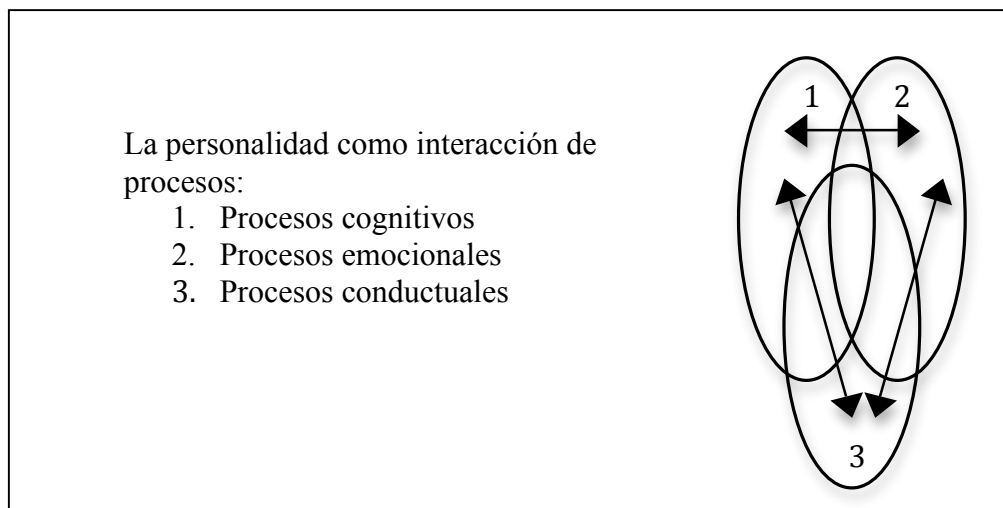 La personalidad como interacción de
procesos:
1. Procesos cognitivos
2. Procesos emocionales
3. Procesos conductuales
1
2
3